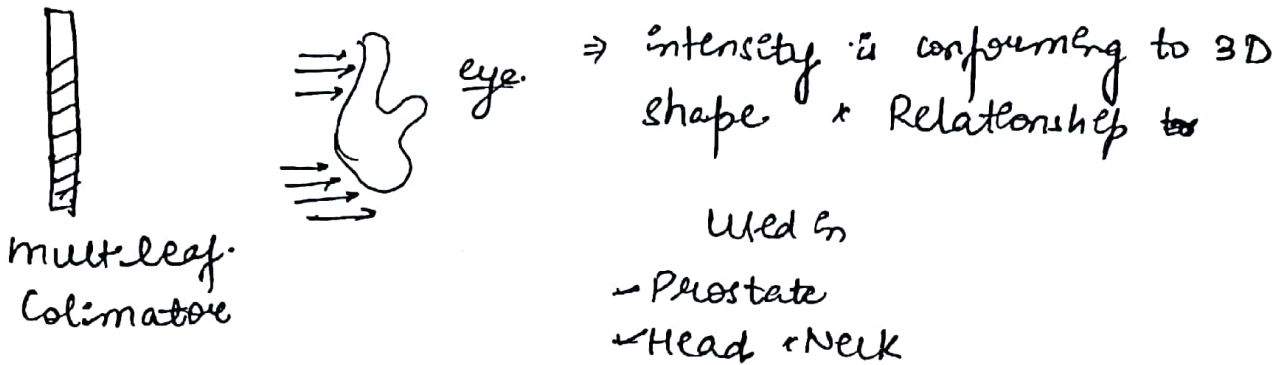 eye.
⇒ intensity is conforming to 3D
shape & Relationship
multileaf.
Colimator
Used in
- Prostate
- Head & Neck